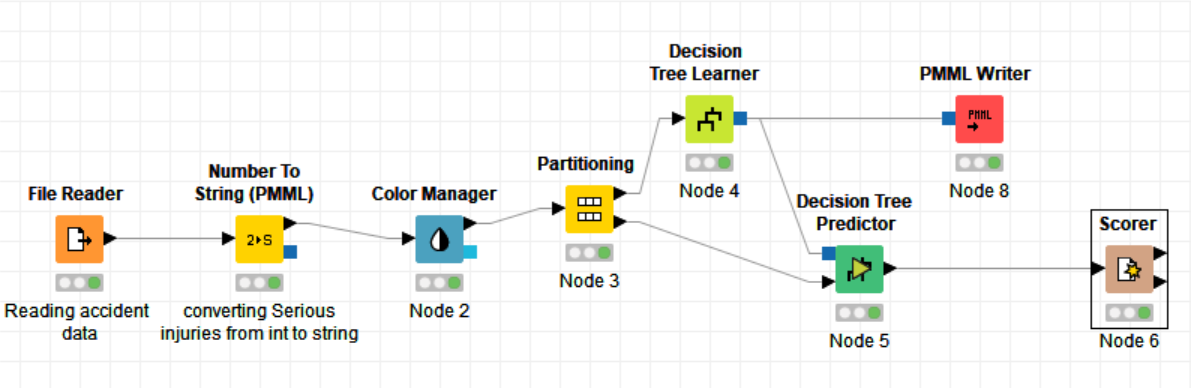 Decision
Tree Learner
PMML Writer
PMML
Node 4
Node 8
Partitioning
Node 3
Number To
String (PMML)
File Reader
Color Manager
2▸S
Reading accident
data
converting Serious
injuries from int to string
Node 2
Decision Tree
Predictor
Node 5
Scorer
Node 6